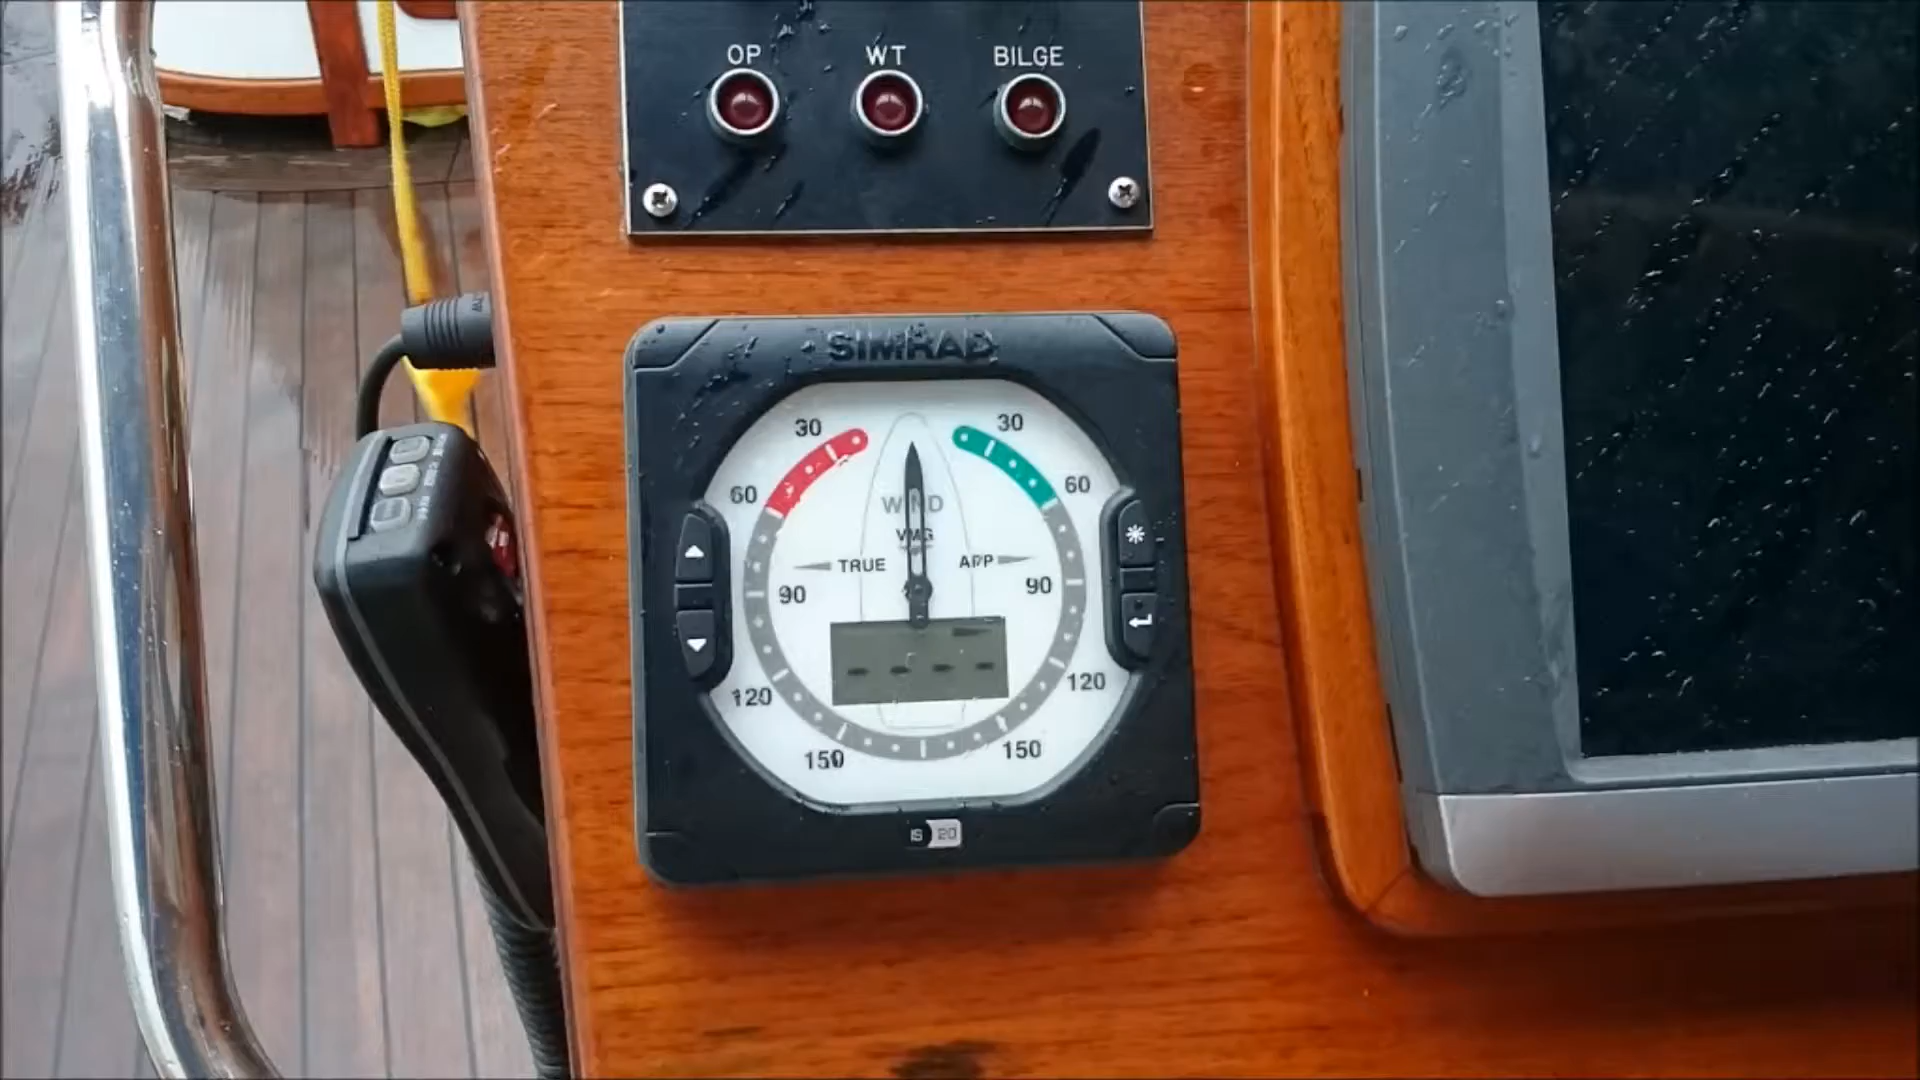 OP WT BILGE
SIMRAD
30 30
60 60
WIND
VMG
TRUE APP
90 90
- - - -
120 120
150 150
IS 20